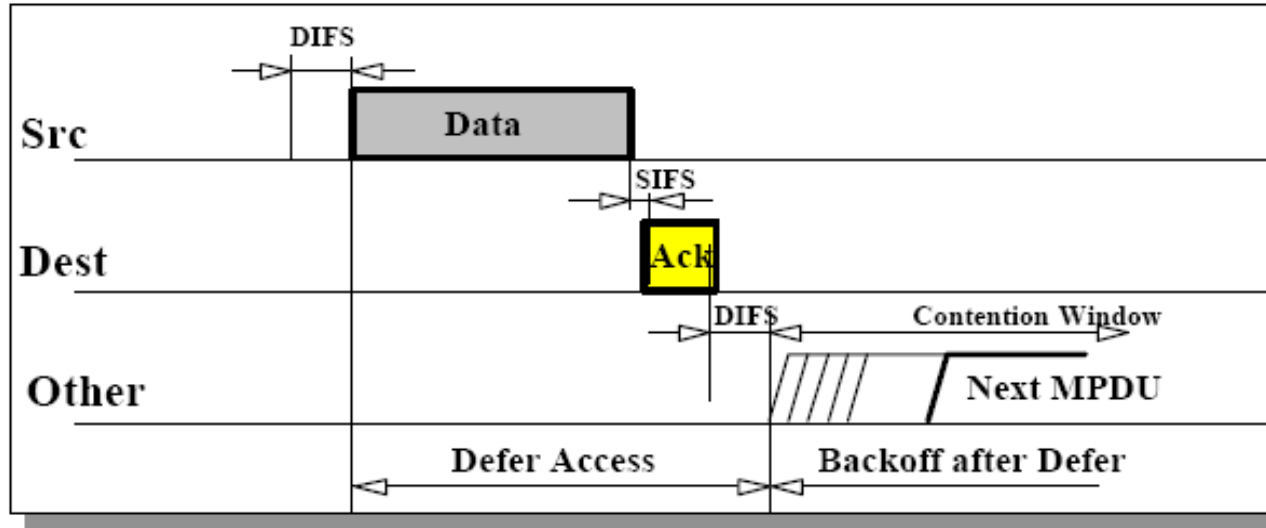 DIFS
Src
Data
SIFS
Dest
Ack
DIFS
Contention Window
Other
Next MPDU
Defer Access
Backoff after Defer